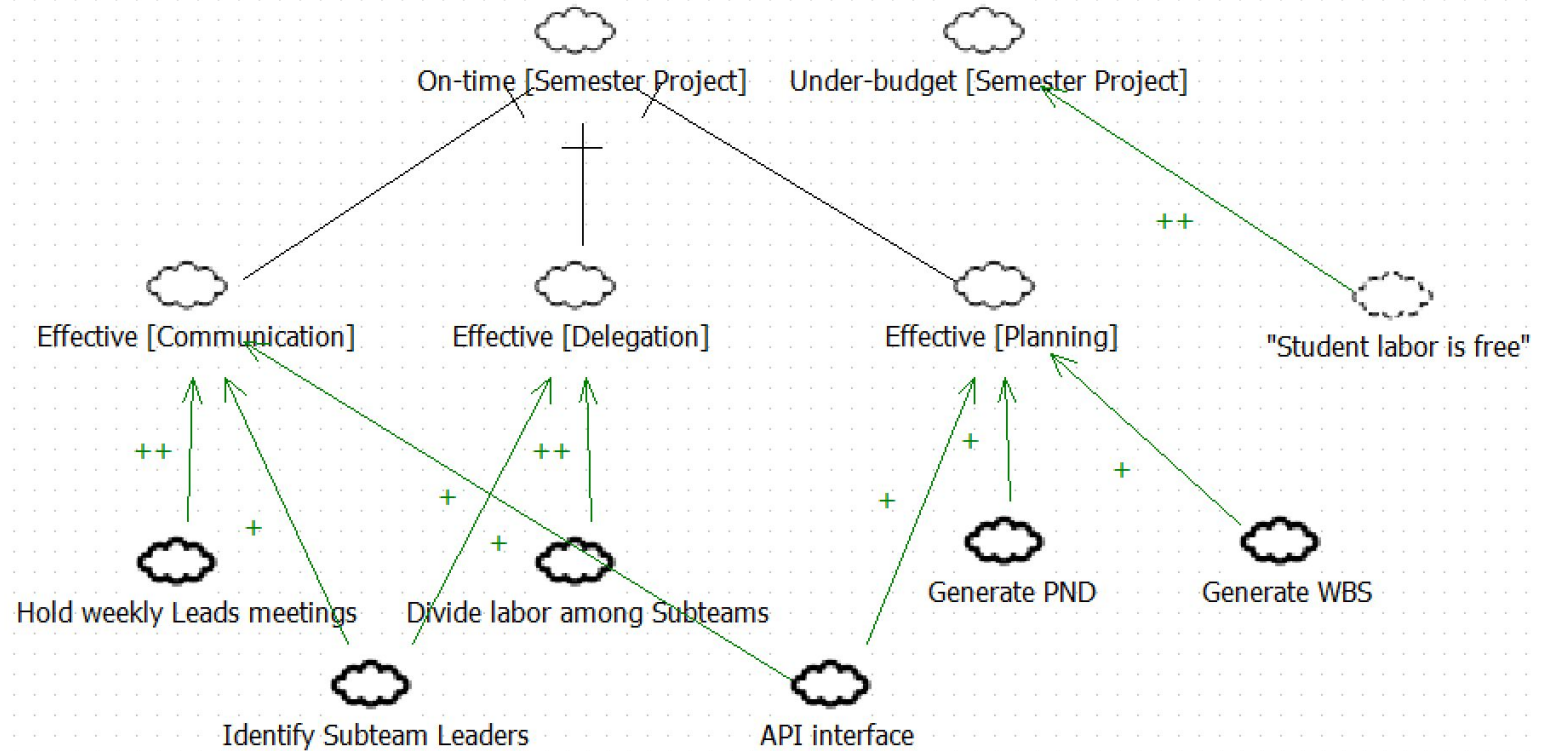 On-time [Semester Project]
Under-budget [Semester Project]
++
Effective [Communication]
Effective [Delegation]
Effective [Planning]
"Student labor is free"
++
++
+
+
+
+
+
+
Hold weekly Leads meetings
Divide labor among Subteams
Generate PND
Generate WBS
Identify Subteam Leaders
API interface